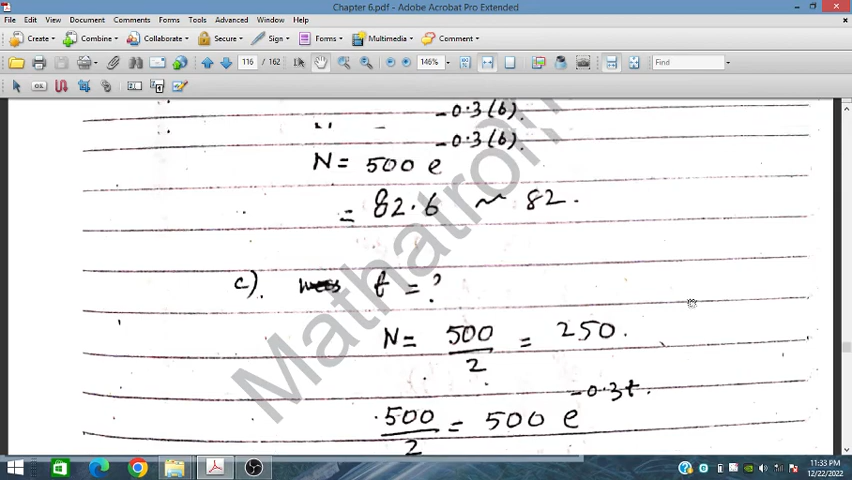 Chapter 6.pdf - Adobe Acrobat Pro Extended
File Edit View Document Comments Forms Tools Advanced Window Help
Create Combine Collaborate Secure Sign Forms Multimedia Comment
116 / 162 146% Find
-0.3(6).
-0.3(6).
N = 500 e
= 82.6 ~ 82.
c). t = ?
N = 500/2 = 250.
-0.3t.
500/2 = 500 e
11:33 PM
12/22/2022